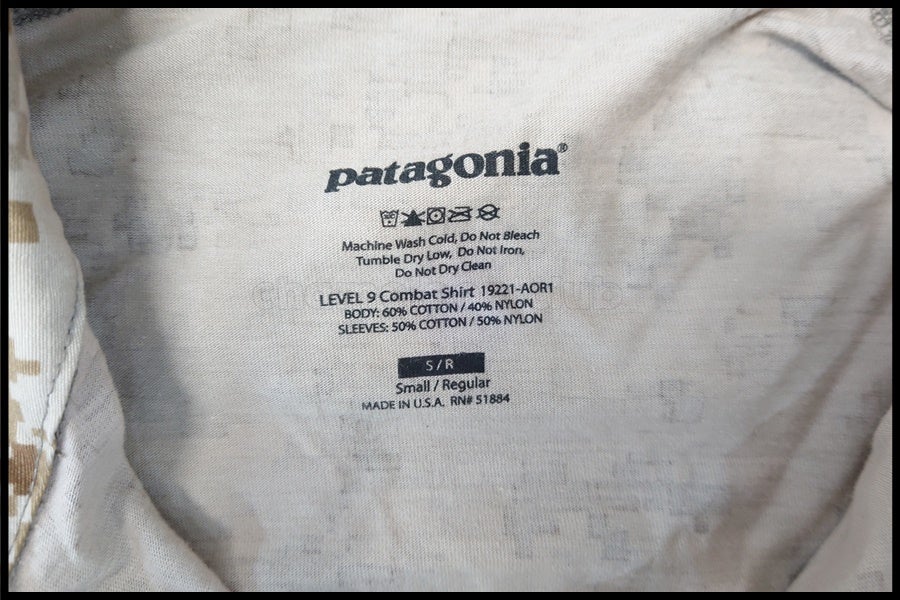 patagonia®
Machine Wash Cold, Do Not Bleach
Tumble Dry Low, Do Not Iron,
Do Not Dry Clean
LEVEL 9 Combat Shirt 19221-AOR1
BODY: 60% COTTON / 40% NYLON
SLEEVES: 50% COTTON / 50% NYLON
S/R
Small / Regular
MADE IN U.S.A. RN# 51884